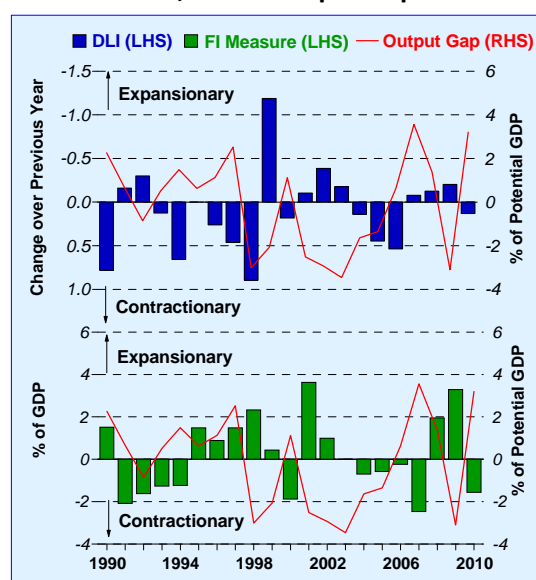 DLI (LHS) FI Measure (LHS) Output Gap (RHS)
-1.5 6
Expansionary
-1.0 4
-0.5 2
0.0 0
0.5 -2
1.0 -4
Contractionary
Change over Previous Year
% of Potential GDP
6 6
Expansionary
4 4
2 2
0 0
-2 -2
Contractionary
-4 -4
% of GDP
% of Potential GDP
1990 1994 1998 2002 2006 2010